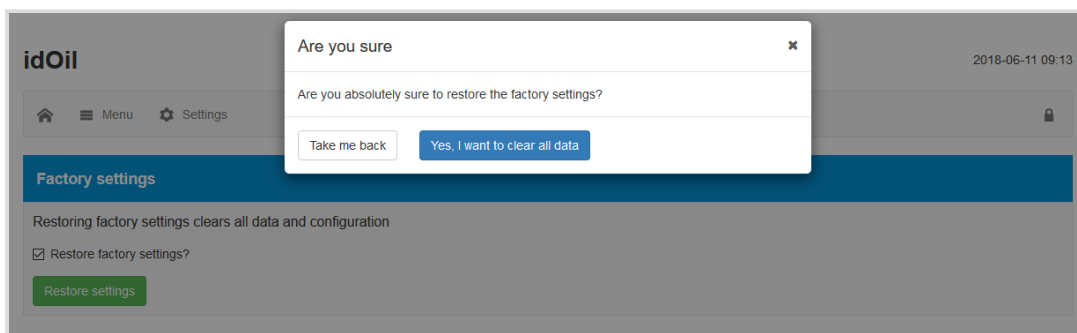 Are you sure
Are you absolutely sure to restore the factory settings?
Take me back
Yes, I want to clear all data
idOil
2018-06-11 09:13
Menu
Settings
Factory settings
Restoring factory settings clears all data and configuration
Restore factory settings?
Restore settings